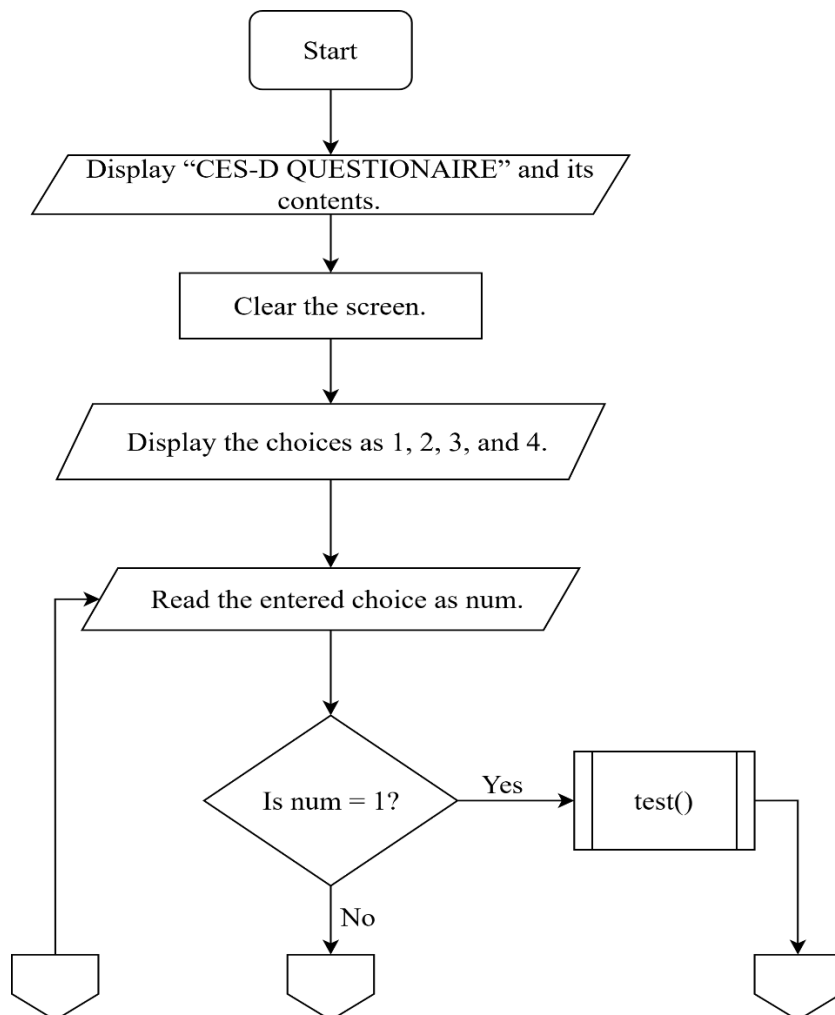 Start
Display “CES-D QUESTIONAIRE” and its
contents.
Clear the screen.
Display the choices as 1, 2, 3, and 4.
Read the entered choice as num.
Is num = 1?
Yes
test()
No